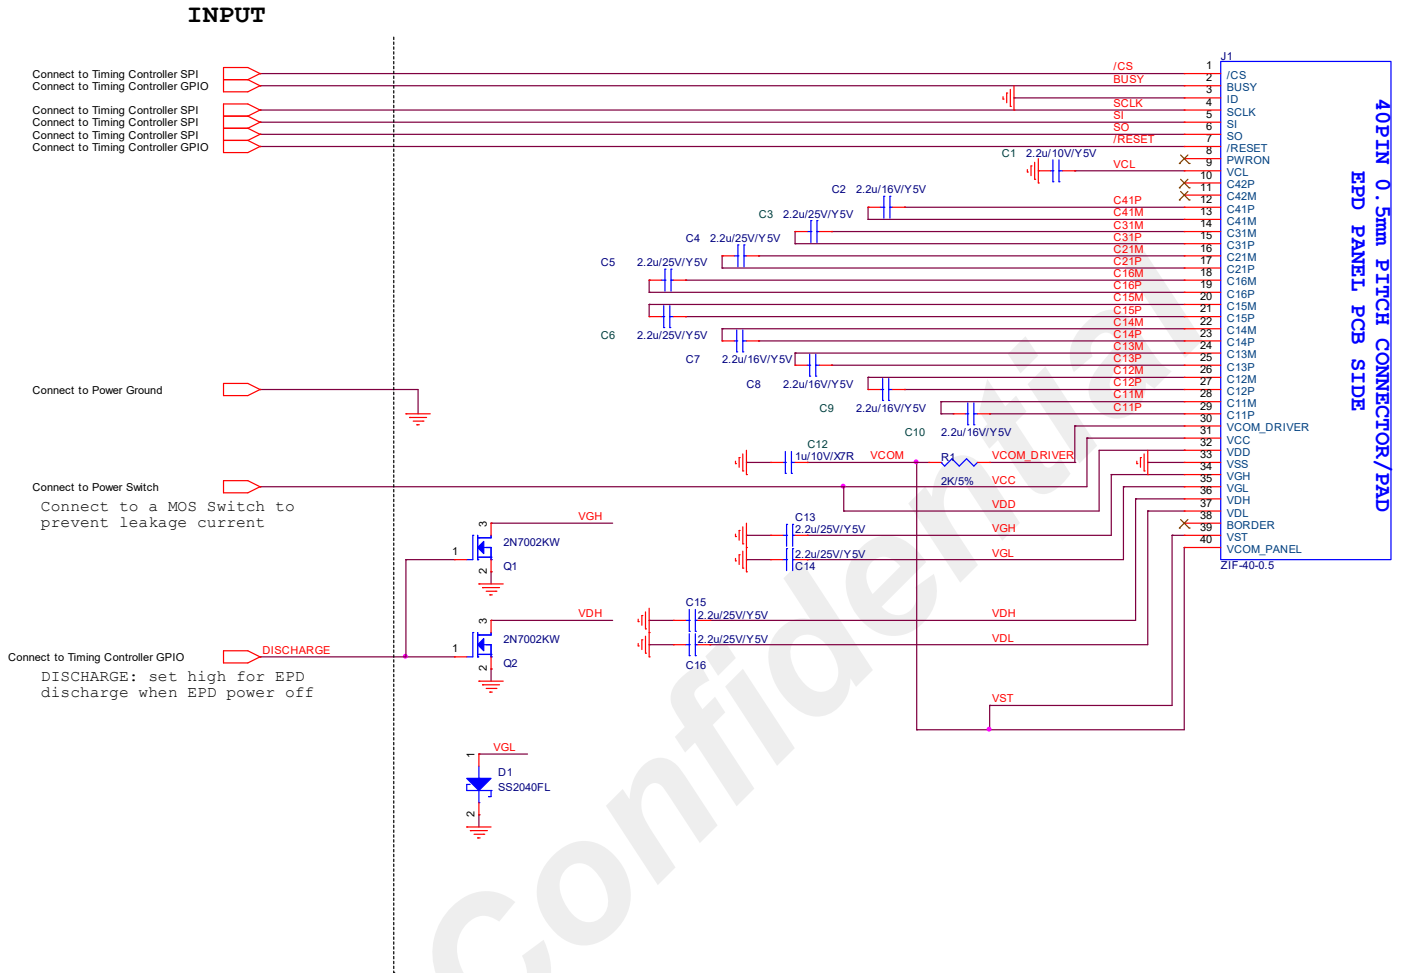 INPUT
Connect to Timing Controller SPI
Connect to Timing Controller GPIO
Connect to Timing Controller SPI
Connect to Timing Controller SPI
Connect to Timing Controller SPI
Connect to Timing Controller GPIO
Connect to Power Ground
Connect to Power Switch
Connect to a MOS Switch to
prevent leakage current
Connect to Timing Controller GPIO
DISCHARGE
DISCHARGE: set high for EPD
discharge when EPD power off
VGH
3
2N7002KW
1
2
Q1
VDH
3
2N7002KW
1
2
Q2
VGL
1
D1
SS2040FL
2
C1 2.2u/10V/Y5V
C2 2.2u/16V/Y5V
C3 2.2u/25V/Y5V
C4 2.2u/25V/Y5V
C5 2.2u/25V/Y5V
C6 2.2u/25V/Y5V
C7 2.2u/16V/Y5V
C8 2.2u/16V/Y5V
C9 2.2u/16V/Y5V
C10 2.2u/16V/Y5V
C12
1u/10V/X7R
VCOM
R1
2K/5%
VCOM_DRIVER
VCC
VDD
C13
2.2u/25V/Y5V
VGH
2.2u/25V/Y5V
C14
VGL
C15
2.2u/25V/Y5V
VDH
2.2u/25V/Y5V
C16
VDL
VST
/CS
BUSY
SCLK
SI
SO
/RESET
VCL
C41P
C41M
C31M
C31P
C21M
C21P
C16M
C16P
C15M
C15P
C14M
C14P
C13M
C13P
C12M
C12P
C11M
C11P
J1
1 /CS
2 BUSY
3 ID
4 SCLK
5 SI
6 SO
7 /RESET
8 PWRON
9 VCL
10 C42P
11 C42M
12 C41P
13 C41M
14 C31M
15 C31P
16 C21M
17 C21P
18 C16M
19 C16P
20 C15M
21 C15P
22 C14M
23 C14P
24 C13M
25 C13P
26 C12M
27 C12P
28 C11M
29 C11P
30 VCOM_DRIVER
31 VCC
32 VDD
33 VSS
34 VGH
35 VGL
36 VDH
37 VDL
38 BORDER
39 VST
40 VCOM_PANEL
ZIF-40-0.5
40PIN 0.5mm PITCH CONNECTOR/PAD
EPD PANEL PCB SIDE
Confidential